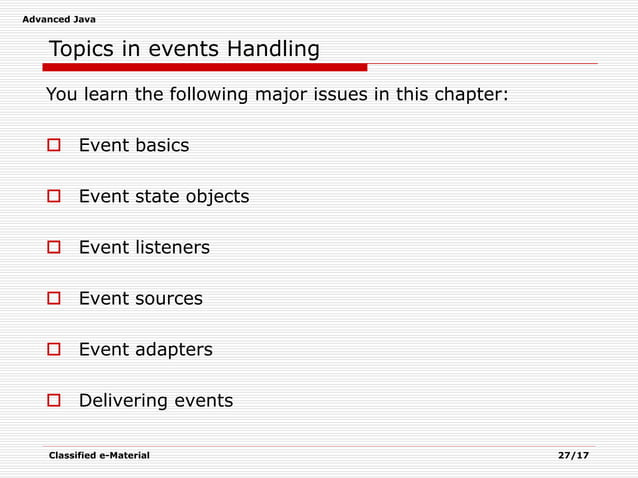 Advanced Java
Topics in events Handling
You learn the following major issues in this chapter:
Event basics
Event state objects
Event listeners
Event sources
Event adapters
Delivering events
Classified e-Material 27/17